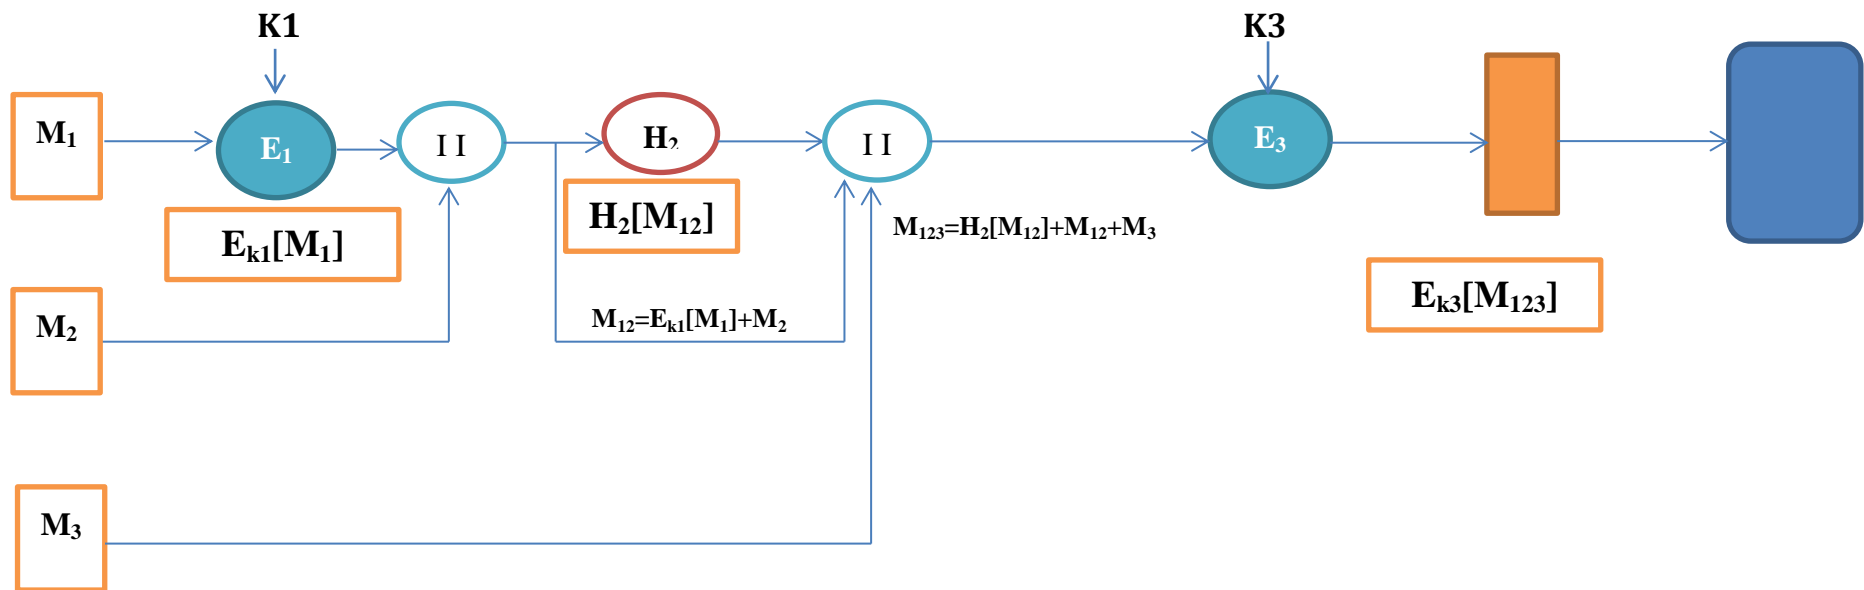 K1
K3
M₁
E₁
I I
H₂
I I
E₃
Eₖ₁[M₁]
H₂[M₁₂]
M₁₂₃=H₂[M₁₂]+M₁₂+M₃
Eₖ₃[M₁₂₃]
M₂
M₁₂=Eₖ₁[M₁]+M₂
M₃